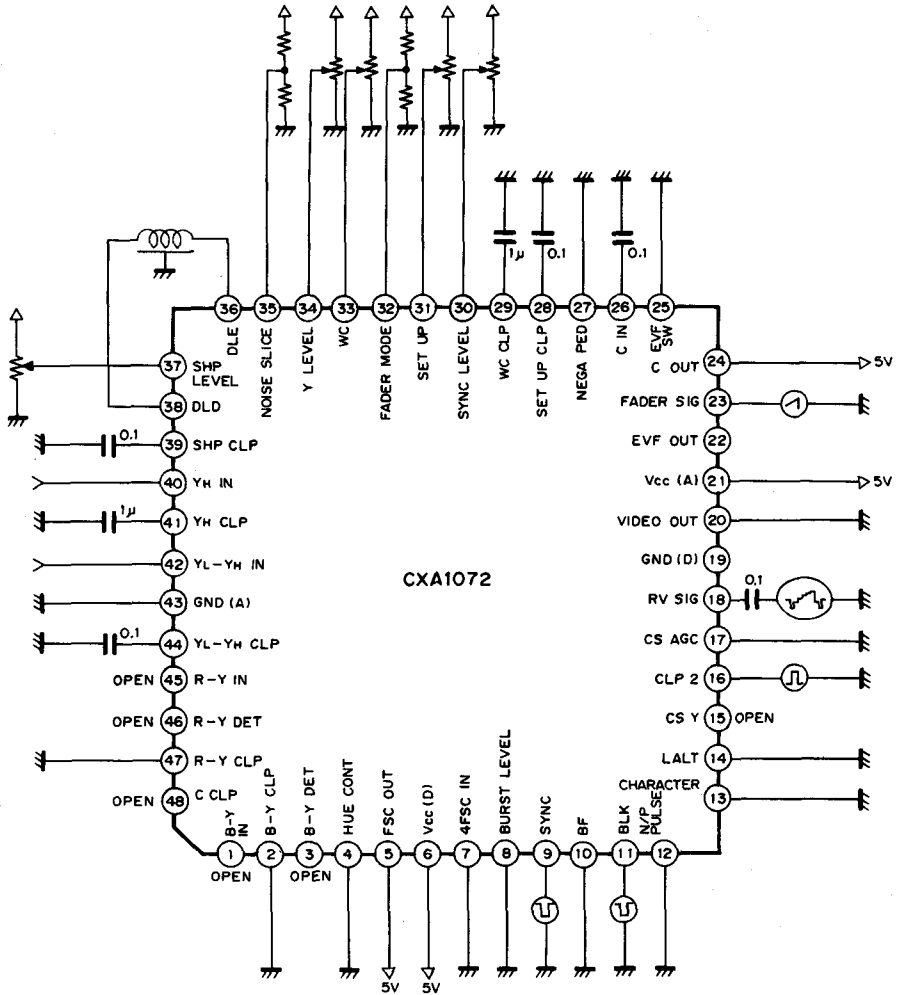 1μ
0.1
0.1
36
35
34
33
32
31
30
29
28
27
26
25
DLE
NOISE SLICE
Y LEVEL
WC
FADER MODE
SET UP
SYNC LEVEL
WC CLP
SET UP CLP
NEGA PED
C IN
EVF SW
37 SHP LEVEL
38 DLD
0.1 39 SHP CLP
40 YH IN
1μ 41 YH CLP
42 YL-YH IN
43 GND (A)
0.1 44 YL-YH CLP
OPEN 45 R-Y IN
OPEN 46 R-Y DET
47 R-Y CLP
OPEN 48 C CLP
CXA1072
C OUT 24 5V
FADER SIG 23
EVF OUT 22
Vcc (A) 21 5V
VIDEO OUT 20
GND (D) 19
RV SIG 18 0.1
CS AGC 17
CLP 2 16
CS Y 15 OPEN
LALT 14
CHARACTER 13
B-Y IN
B-Y CLP
B-Y DET
HUE CONT
FSC OUT
Vcc (D)
4FSC IN
BURST LEVEL
SYNC
BF
BLK
N/P PULSE
1
2
3
4
5
6
7
8
9
10
11
12
OPEN
OPEN
5V
5V